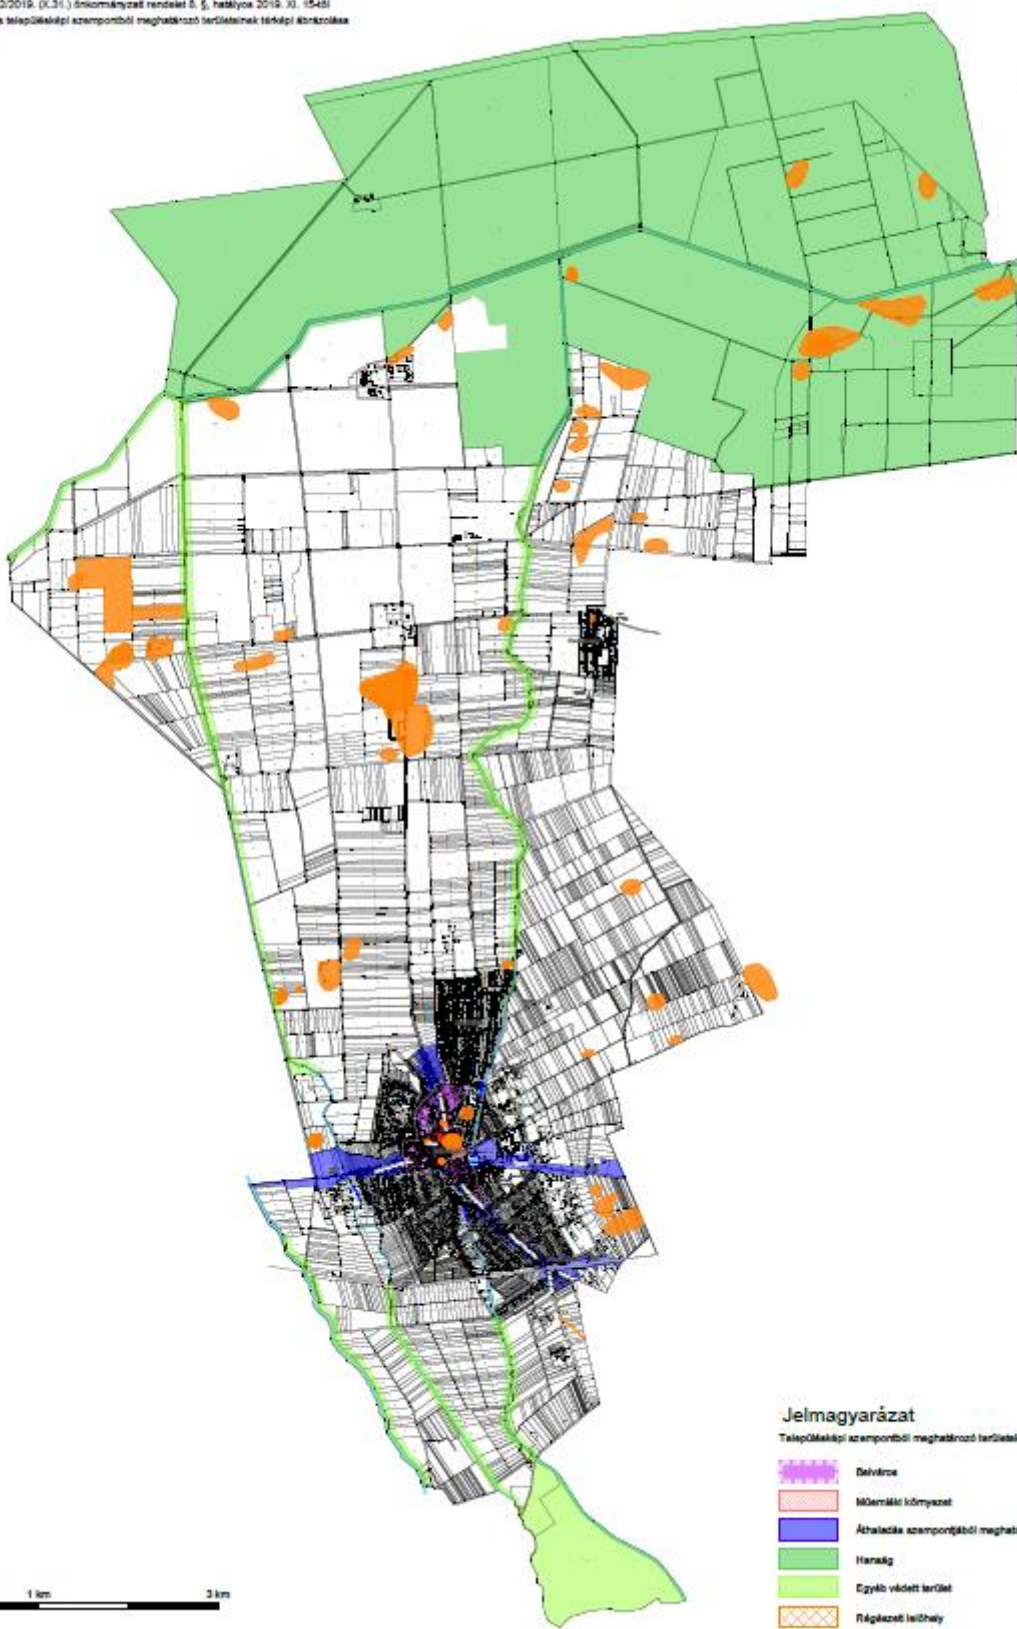 2/2019. (X.31.) önkormányzati rendelet 8. §, hatályos 2019. XI. 15-től
a településképi szempontból meghatározó területeinek térképi ábrázolása
Jelmagyarázat
Településképi szempontból meghatározó területek
Belváros
Műemléki környezet
Áthaladás szempontjából meghat
Hanság
Egyéb védett terület
Régészeti lelőhely
1 km
3 km